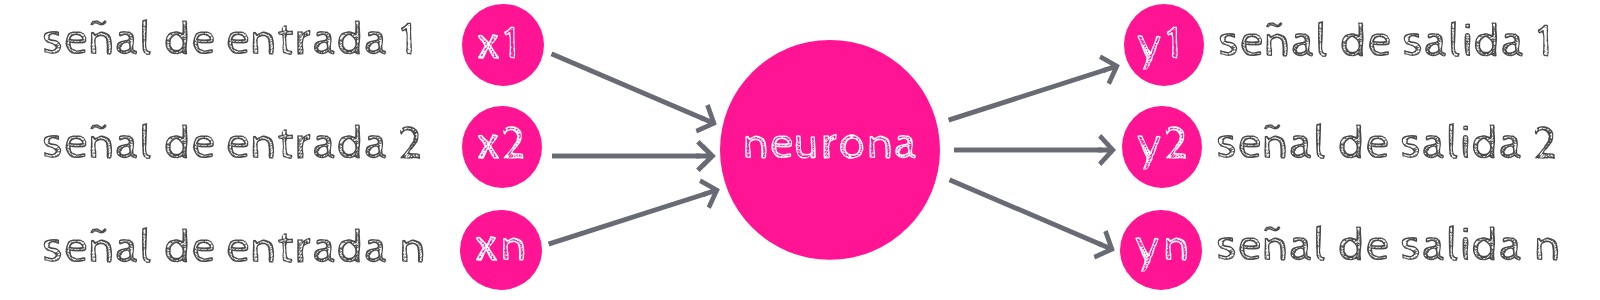 señal de entrada 1 x1 y1 señal de salida 1
señal de entrada 2 x2 neurona y2 señal de salida 2
señal de entrada n xn yn señal de salida n